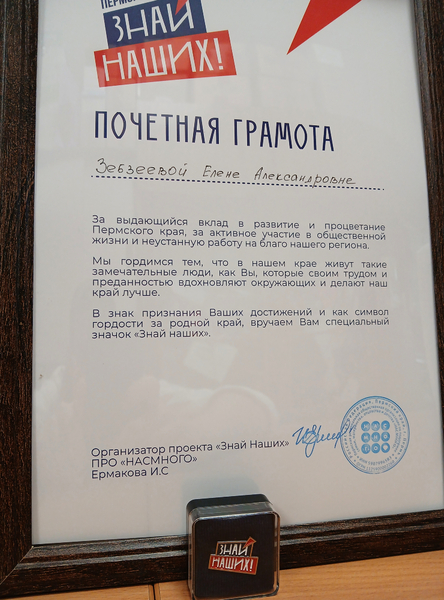 ЗНАЙ
НАШИХ!
ПОЧЕТНАЯ ГРАМОТА
Зебзеевой Елене Александровне
За выдающийся вклад в развитие и процветание
Пермского края, за активное участие в общественной
жизни и неустанную работу на благо нашего региона.
Мы гордимся тем, что в нашем крае живут такие
замечательные люди, как Вы, которые своим трудом и
преданностью вдохновляют окружающих и делают наш
край лучше.
В знак признания Ваших достижений и как символ
гордости за родной край, вручаем Вам специальный
значок «Знай наших».
Организатор проекта «Знай Наших»
ПРО «НАСМНОГО»
Ермакова И.С
ЗНАЙ
НАШИХ!